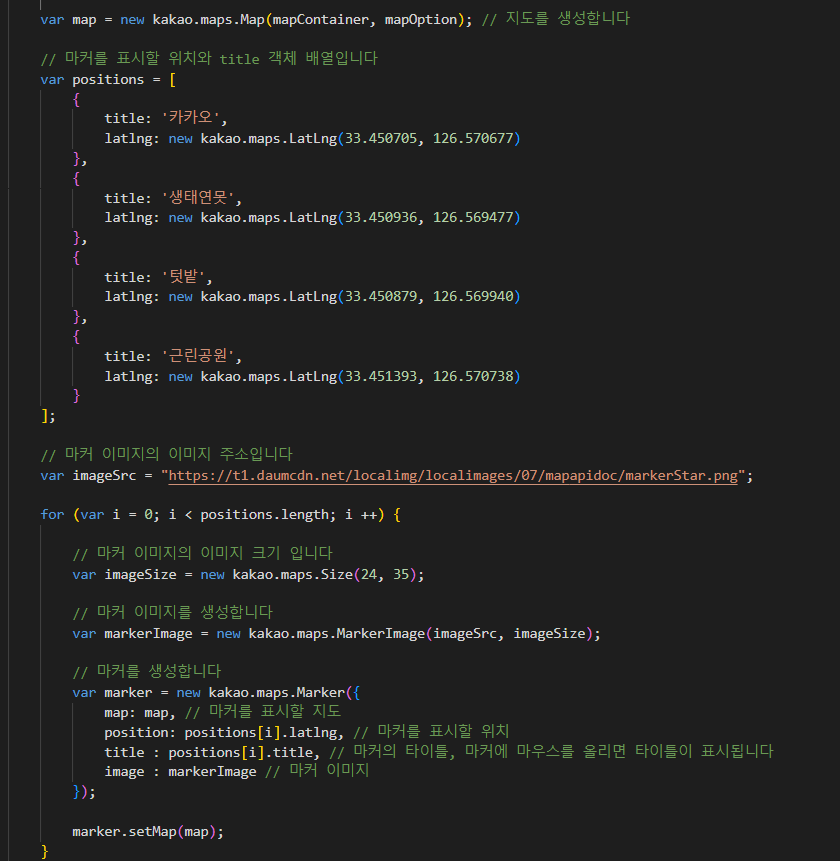 var map = new kakao.maps.Map(mapContainer, mapOption); // 지도를 생성합니다
// 마커를 표시할 위치와 title 객체 배열입니다
var positions = [
{
title: '카카오',
latlng: new kakao.maps.LatLng(33.450705, 126.570677)
},
{
title: '생태연못',
latlng: new kakao.maps.LatLng(33.450936, 126.569477)
},
{
title: '텃밭',
latlng: new kakao.maps.LatLng(33.450879, 126.569940)
},
{
title: '근린공원',
latlng: new kakao.maps.LatLng(33.451393, 126.570738)
}
];
// 마커 이미지의 이미지 주소입니다
var imageSrc = "https://t1.daumcdn.net/localimg/localimages/07/mapapidoc/markerStar.png";
for (var i = 0; i < positions.length; i ++) {
// 마커 이미지의 이미지 크기 입니다
var imageSize = new kakao.maps.Size(24, 35);
// 마커 이미지를 생성합니다
var markerImage = new kakao.maps.MarkerImage(imageSrc, imageSize);
// 마커를 생성합니다
var marker = new kakao.maps.Marker({
map: map, // 마커를 표시할 지도
position: positions[i].latlng, // 마커를 표시할 위치
title : positions[i].title, // 마커의 타이틀, 마커에 마우스를 올리면 타이틀이 표시됩니다
image : markerImage // 마커 이미지
});
marker.setMap(map);
}